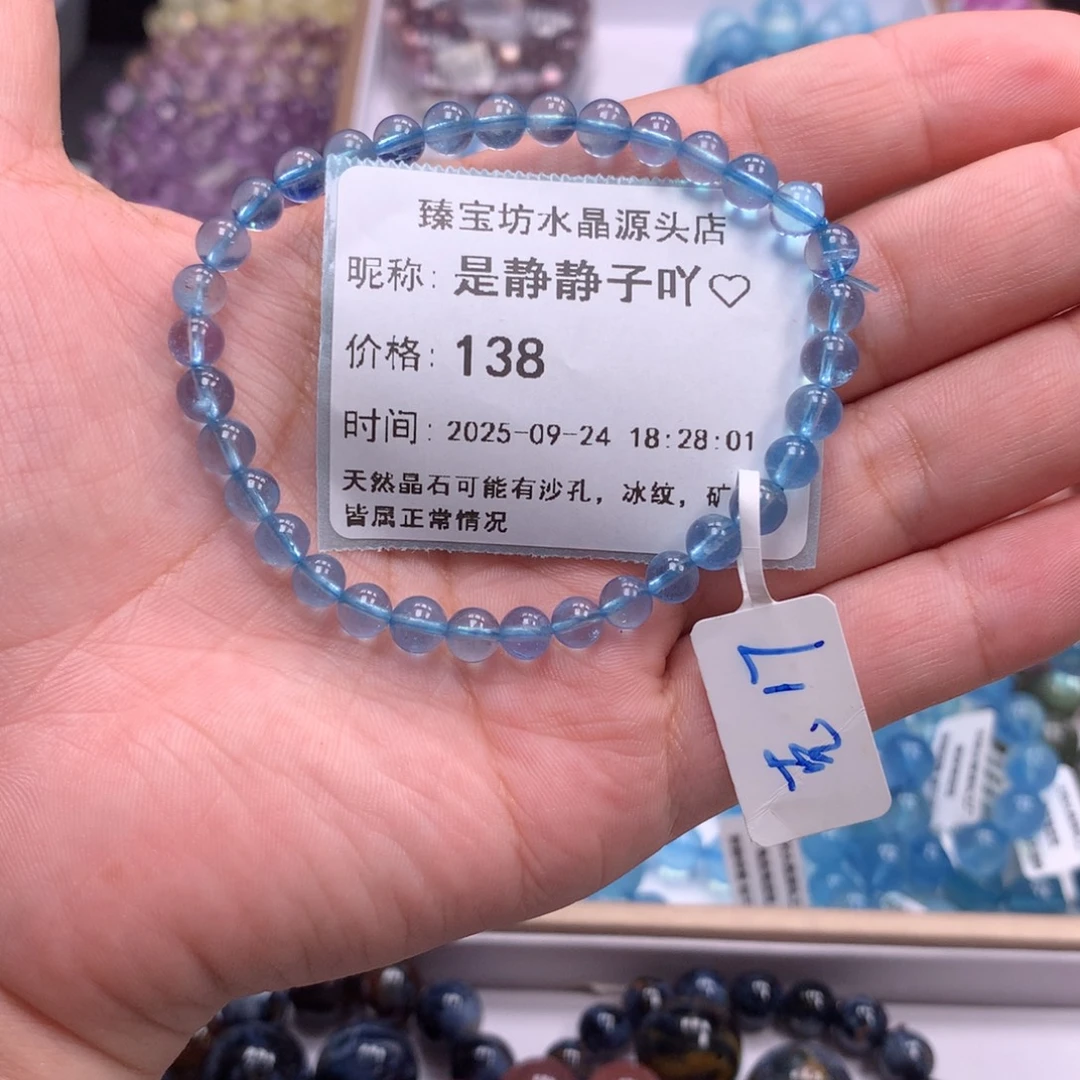 臻宝坊水晶源头店
昵称: 是静静子吖♡
价格: 138
时间: 2025-09-24 18:28:01
天然晶石可能有沙孔，冰纹，矿
皆属正常情况
17